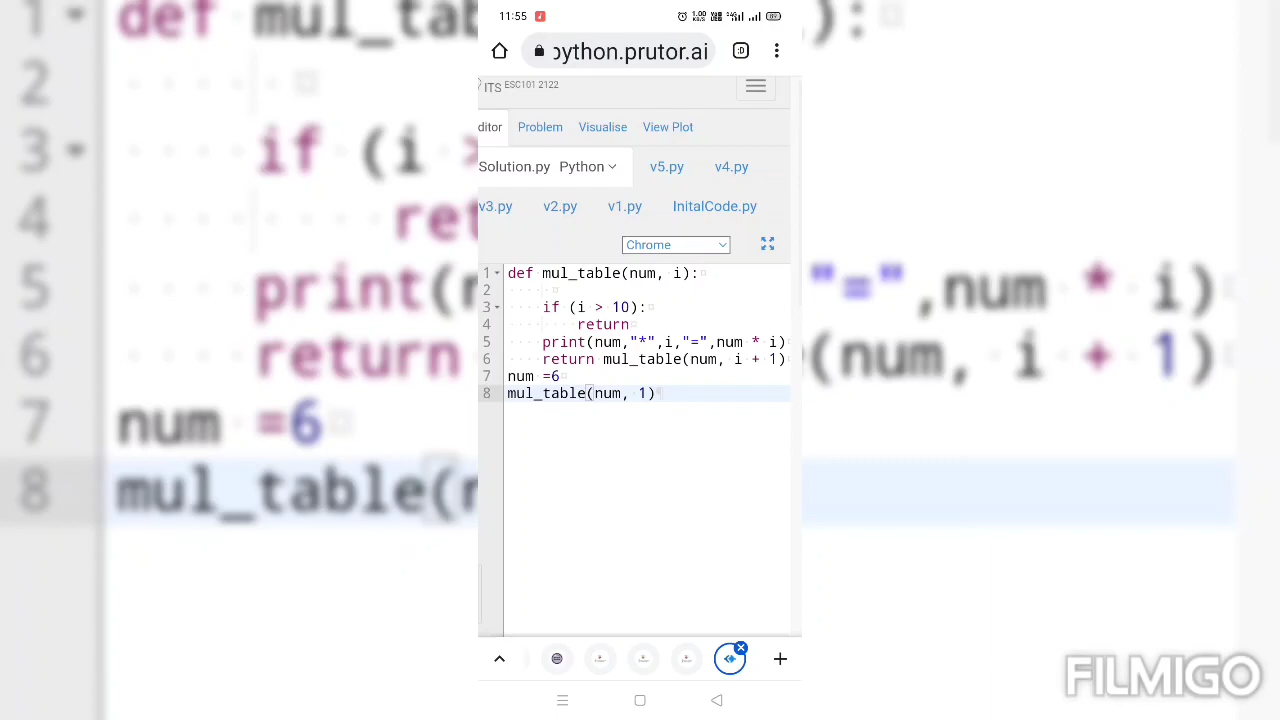 11:55
python.prutor.ai
:D
ITS ESC101 2122
ditor Problem Visualise View Plot
Solution.py Python v5.py v4.py
v3.py v2.py v1.py InitalCode.py
Chrome
1 def mul_table(num, i):
2
3 if (i > 10):
4 return
5 print(num,"*",i,"=",num * i)
6 return mul_table(num, i + 1)
7 num =6
8 mul_table(num, 1)
FILMIGO